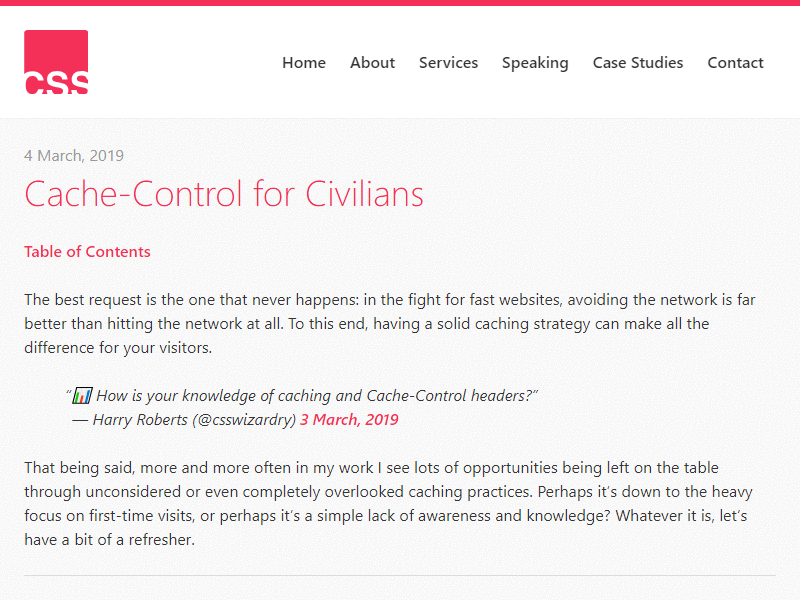 CSS
Home About Services Speaking Case Studies Contact
4 March, 2019
Cache-Control for Civilians
Table of Contents
The best request is the one that never happens: in the fight for fast websites, avoiding the network is far
better than hitting the network at all. To this end, having a solid caching strategy can make all the
difference for your visitors.
“📊 How is your knowledge of caching and Cache-Control headers?”
— Harry Roberts (@csswizardry) 3 March, 2019
That being said, more and more often in my work I see lots of opportunities being left on the table
through unconsidered or even completely overlooked caching practices. Perhaps it’s down to the heavy
focus on first-time visits, or perhaps it’s a simple lack of awareness and knowledge? Whatever it is, let’s
have a bit of a refresher.